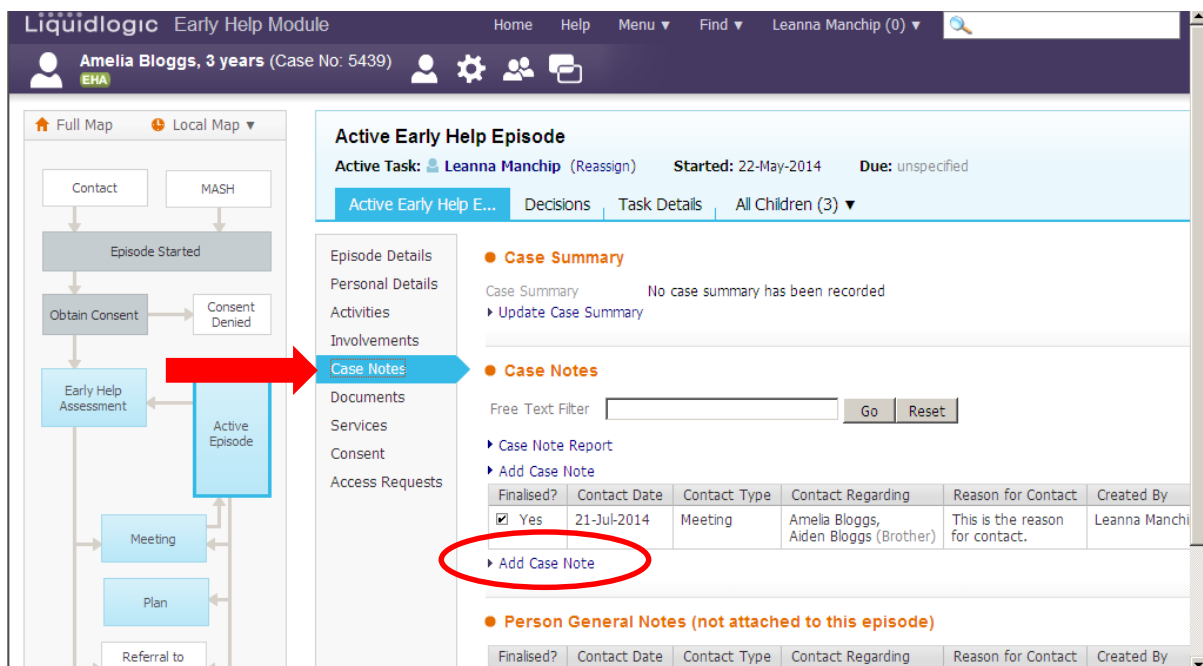 Liquidlogic Early Help Module
Home Help Menu ▼ Find ▼ Leanna Manchip (0) ▼
Amelia Bloggs, 3 years (Case No: 5439)
EHA
Full Map Local Map ▼
Contact
MASH
Episode Started
Obtain Consent
Consent
Denied
Early Help
Assessment
Active
Episode
Meeting
Plan
Referral to
Active Early Help Episode
Active Task: Leanna Manchip (Reassign) Started: 22-May-2014 Due: unspecified
Active Early Help E... Decisions Task Details All Children (3) ▼
Episode Details
Personal Details
Activities
Involvements
Case Notes
Documents
Services
Consent
Access Requests
Case Summary
Case Summary No case summary has been recorded
Update Case Summary
Case Notes
Free Text Filter Go Reset
Case Note Report
Add Case Note
Finalised? Contact Date Contact Type Contact Regarding Reason for Contact Created By
Yes 21-Jul-2014 Meeting Amelia Bloggs, This is the reason Leanna Manchi
Aiden Bloggs (Brother) for contact.
Add Case Note
Person General Notes (not attached to this episode)
Finalised? Contact Date Contact Type Contact Regarding Reason for Contact Created By